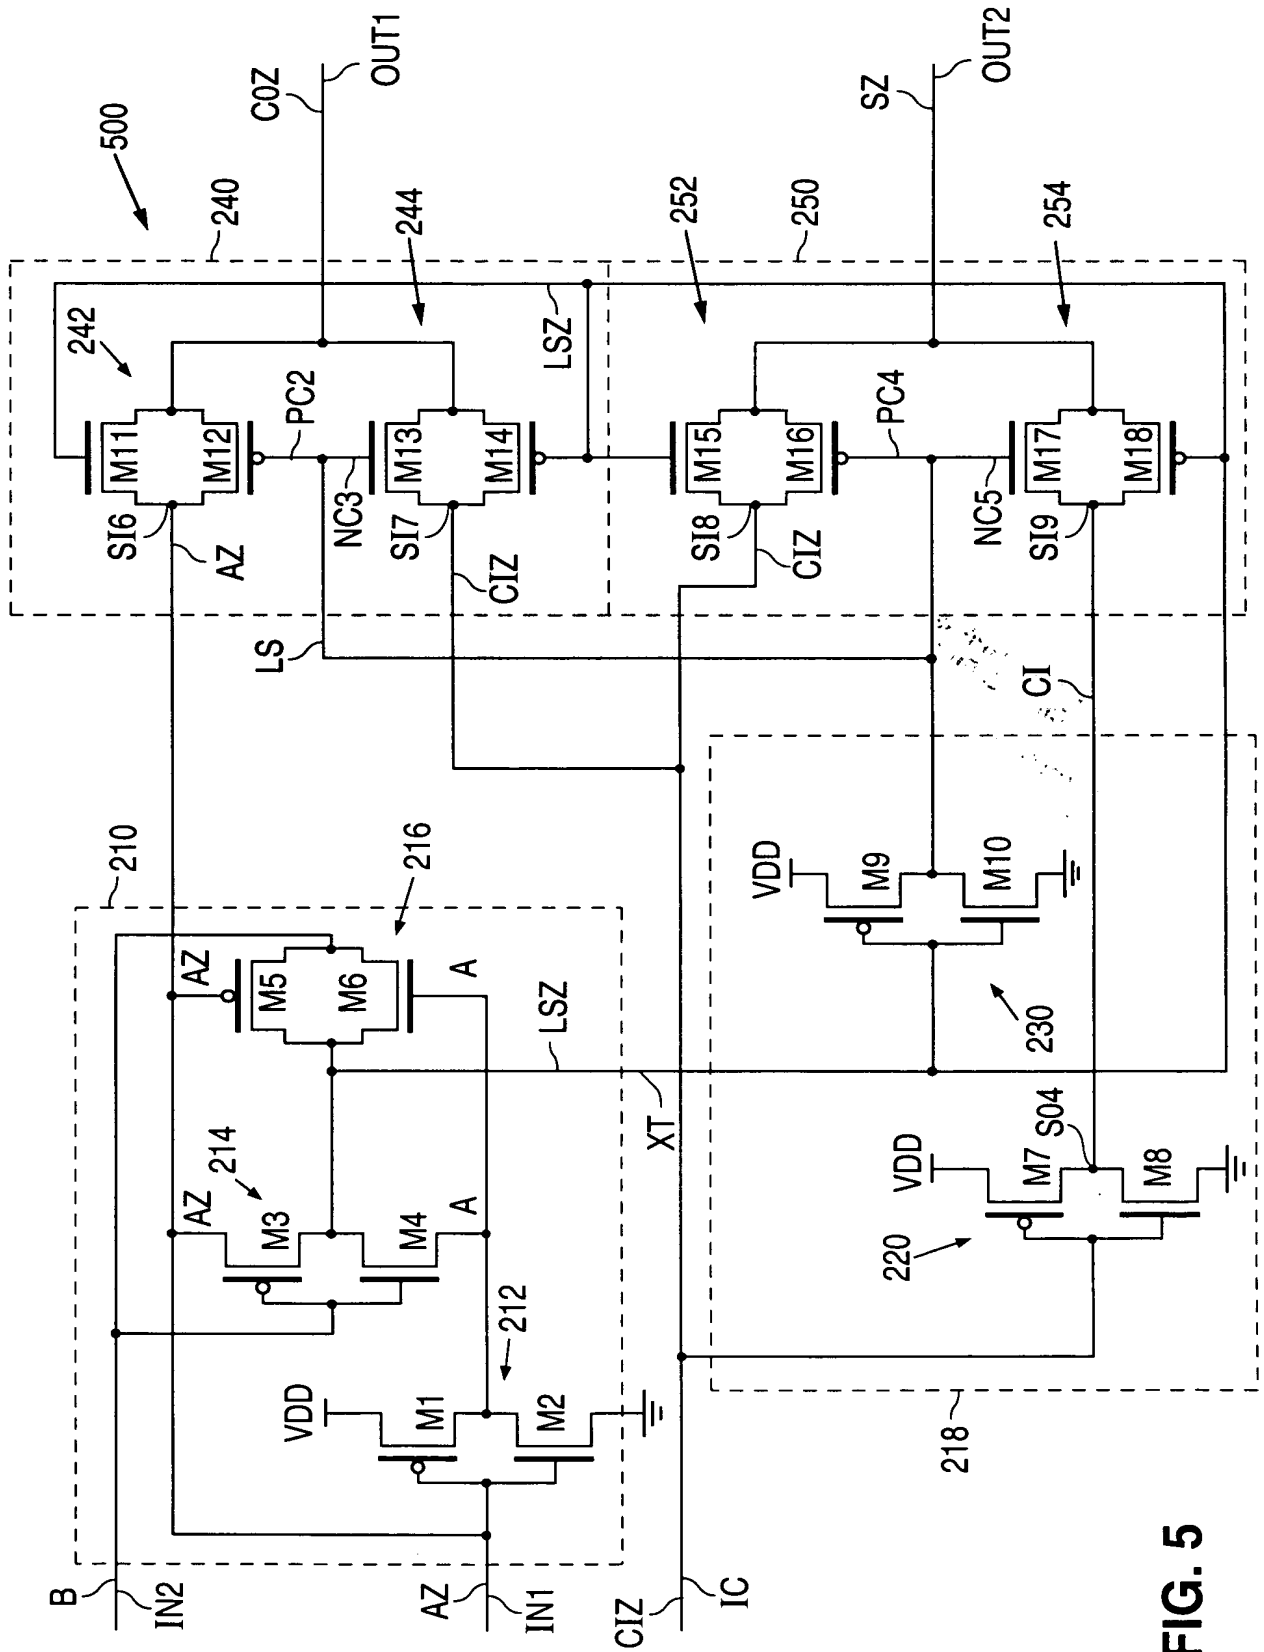 500
C0Z
OUT1
SZ
OUT2
240
244
252
250
254
242
LSZ
M11
M12
PC2
M13
M14
M15
M16
PC4
M17
M18
SI6
AZ
NC3
SI7
CIZ
SI8
CIZ
NC5
SI9
LS
CI
210
216
AZ
M5
M6
A
LSZ
XT
VDD
M9
M10
230
214
AZ
M3
M4
A
212
VDD
M1
M2
VDD
M7
S04
M8
220
218
B
IN2
AZ
IN1
CIZ
IC
FIG. 5